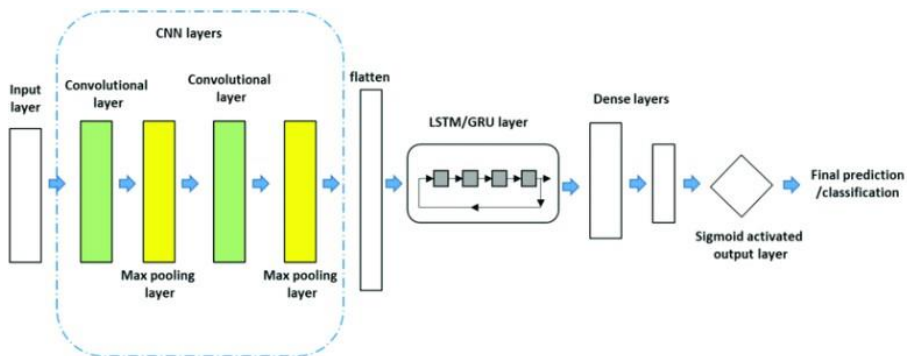 CNN layers
Input
layer
Convolutional
layer
Max pooling
layer
Convolutional
layer
Max pooling
layer
flatten
LSTM/GRU layer
Dense layers
Sigmoid activated
output layer
Final prediction
/classification